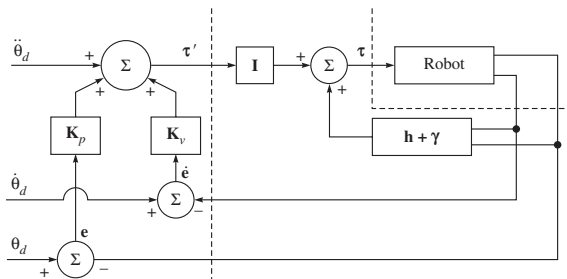 θ̈_d + Σ τ′ I + Σ τ Robot
+ + +
K_p K_v h + γ
θ̇_d ė
+ Σ −
θ_d e
+ Σ −